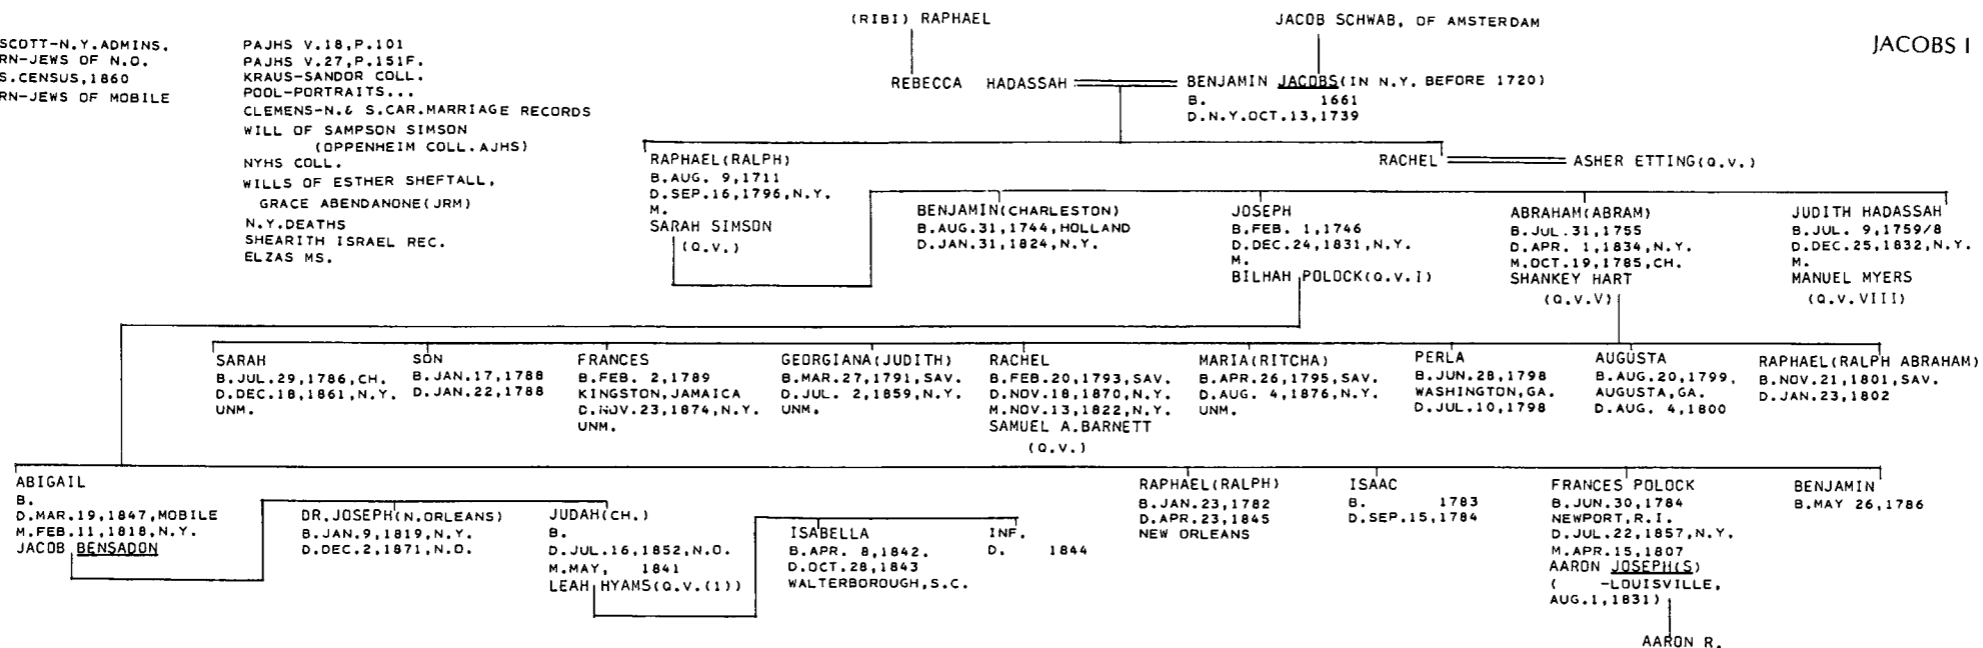 JACOBS I
SCOTT-N.Y.ADMINS.
RN-JEWS OF N.O.
S.CENSUS,1860
RN-JEWS OF MOBILE
PAJHS V.18,P.101
PAJHS V.27,P.151F.
KRAUS-SANDOR COLL.
POOL-PORTRAITS...
CLEMENS-N.& S.CAR.MARRIAGE RECORDS
WILL OF SAMPSON SIMSON
(OPPENHEIM COLL.AJHS)
NYHS COLL.
WILLS OF ESTHER SHEFTALL,
GRACE ABENDANONE(JRM)
N.Y.DEATHS
SHEARITH ISRAEL REC.
ELZAS MS.
(RIBI) RAPHAEL
JACOB SCHWAB, OF AMSTERDAM
REBECCA HADASSAH
BENJAMIN JACOBS(IN N.Y. BEFORE 1720)
B. 1661
D.N.Y.OCT.13,1739
RAPHAEL(RALPH)
B.AUG. 9,1711
D.SEP.16,1796,N.Y.
M.
SARAH SIMSON
(Q.V.)
RACHEL
ASHER ETTING(Q.V.)
BENJAMIN(CHARLESTON)
B.AUG.31,1744,HOLLAND
D.JAN.31,1824,N.Y.
JOSEPH
B.FEB. 1,1746
D.DEC.24,1831,N.Y.
M.
BILHAH POLOCK(Q.V.I)
ABRAHAM(ABRAM)
B.JUL.31,1755
D.APR. 1,1834,N.Y.
M.OCT.19,1785,CH.
SHANKEY HART
(Q.V.V)
JUDITH HADASSAH
B.JUL. 9,1759/8
D.DEC.25,1832,N.Y.
M.
MANUEL MYERS
(Q.V.VIII)
SARAH
B.JUL.29,1786,CH.
D.DEC.18,1861,N.Y.
UNM.
SON
B.JAN.17,1788
D.JAN.22,1788
FRANCES
B.FEB. 2,1789
KINGSTON,JAMAICA
D.NOV.23,1874,N.Y.
UNM.
GEORGIANA(JUDITH)
B.MAR.27,1791,SAV.
D.JUL. 2,1859,N.Y.
UNM.
RACHEL
B.FEB.20,1793,SAV.
D.NOV.18,1870,N.Y.
M.NOV.13,1822,N.Y.
SAMUEL A.BARNETT
(Q.V.)
MARIA(RITCHA)
B.APR.26,1795,SAV.
D.AUG. 4,1876,N.Y.
UNM.
PERLA
B.JUN.28,1798
WASHINGTON,GA.
D.JUL.10,1798
AUGUSTA
B.AUG.20,1799,
AUGUSTA,GA.
D.AUG. 4,1800
RAPHAEL(RALPH ABRAHAM)
B.NOV.21,1801,SAV.
D.JAN.23,1802
ABIGAIL
B.
D.MAR.19,1847,MOBILE
M.FEB.11,1818,N.Y.
JACOB BENSADON
DR.JOSEPH(N.ORLEANS)
B.JAN.9,1819,N.Y.
D.DEC.2,1871,N.O.
JUDAH(CH.)
B.
D.JUL.16,1852,N.O.
M.MAY, 1841
LEAH HYAMS(Q.V.(1))
ISABELLA
B.APR. 8,1842.
D.OCT.28,1843
WALTERBOROUGH,S.C.
INF.
D. 1844
RAPHAEL(RALPH)
B.JAN.23,1782
D.APR.23,1845
NEW ORLEANS
ISAAC
B. 1783
D.SEP.15,1784
FRANCES POLOCK
B.JUN.30,1784
NEWPORT,R.I.
D.JUL.22,1857,N.Y.
M.APR.15,1807
AARON JOSEPH(S)
( -LOUISVILLE,
AUG.1,1831)
AARON R.
BENJAMIN
B.MAY 26,1786